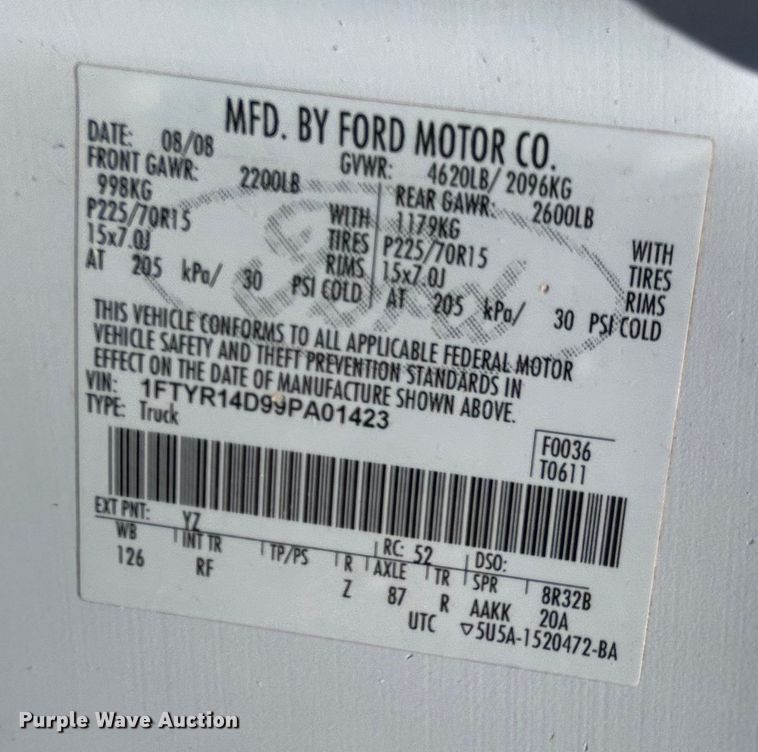 MFD. BY FORD MOTOR CO.
DATE: 08/08 GVWR: 4620LB/ 2096KG
FRONT GAWR: 2200LB REAR GAWR: 2600LB
998KG WITH 1179KG WITH
P225/70R15 TIRES P225/70R15 TIRES
15x7.0J RIMS 15x7.0J RIMS
AT 205 kPa/ 30 PSI COLD AT 205 kPa/ 30 PSI COLD
Ford
THIS VEHICLE CONFORMS TO ALL APPLICABLE FEDERAL MOTOR
VEHICLE SAFETY AND THEFT PREVENTION STANDARDS IN
EFFECT ON THE DATE OF MANUFACTURE SHOWN ABOVE.
VIN: 1FTYR14D99PA01423
TYPE: Truck
F0036
T0611
EXT PNT: YZ RC: 52 DSO:
WB INT TR TP/PS R AXLE TR SPR 8R32B
126 RF Z 87 R AAKK 20A
UTC ▽5U5A-1520472-BA
Purple Wave Auction